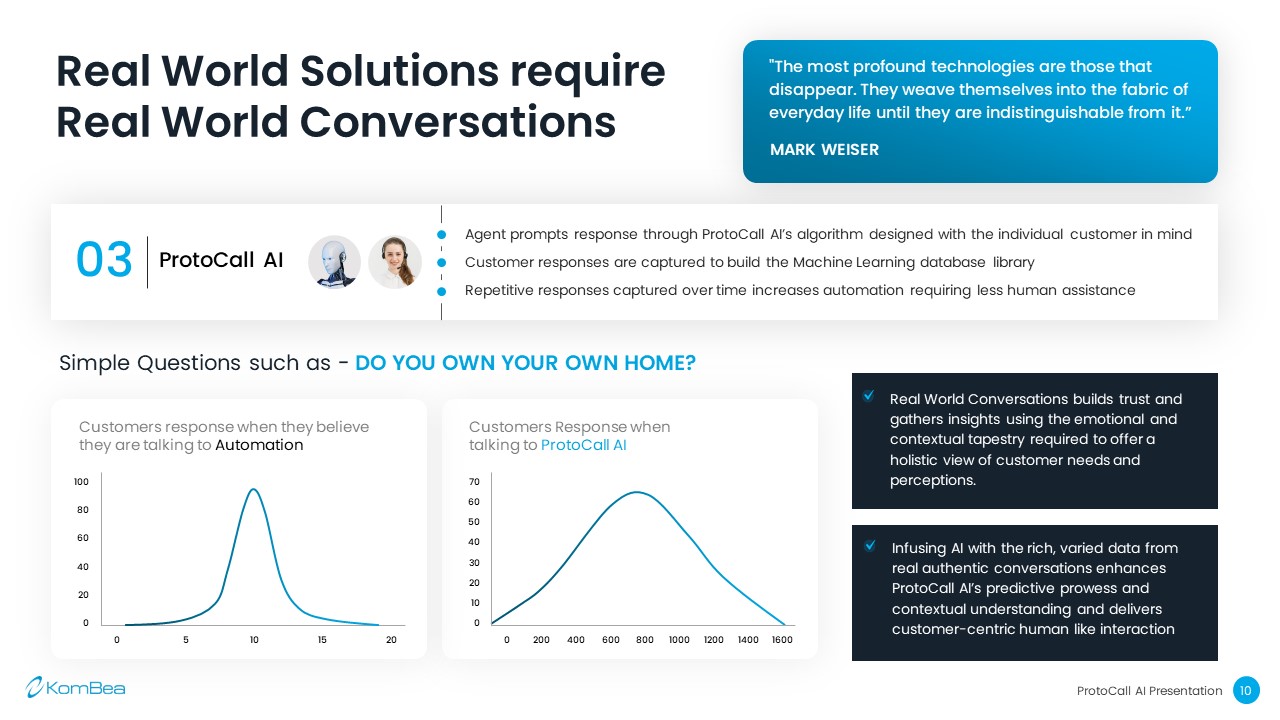 Real World Solutions require
Real World Conversations
"The most profound technologies are those that
disappear. They weave themselves into the fabric of
everyday life until they are indistinguishable from it.”
MARK WEISER
03
ProtoCall AI
Agent prompts response through ProtoCall AI’s algorithm designed with the individual customer in mind
Customer responses are captured to build the Machine Learning database library
Repetitive responses captured over time increases automation requiring less human assistance
Simple Questions such as - DO YOU OWN YOUR OWN HOME?
Customers response when they believe
they are talking to Automation
100
80
60
40
20
0
0 5 10 15 20
Customers Response when
talking to ProtoCall AI
70
60
50
40
30
20
10
0
0 200 400 600 800 1000 1200 1400 1600
Real World Conversations builds trust and
gathers insights using the emotional and
contextual tapestry required to offer a
holistic view of customer needs and
perceptions.
Infusing AI with the rich, varied data from
real authentic conversations enhances
ProtoCall AI’s predictive prowess and
contextual understanding and delivers
customer-centric human like interaction
KomBea
ProtoCall AI Presentation 10